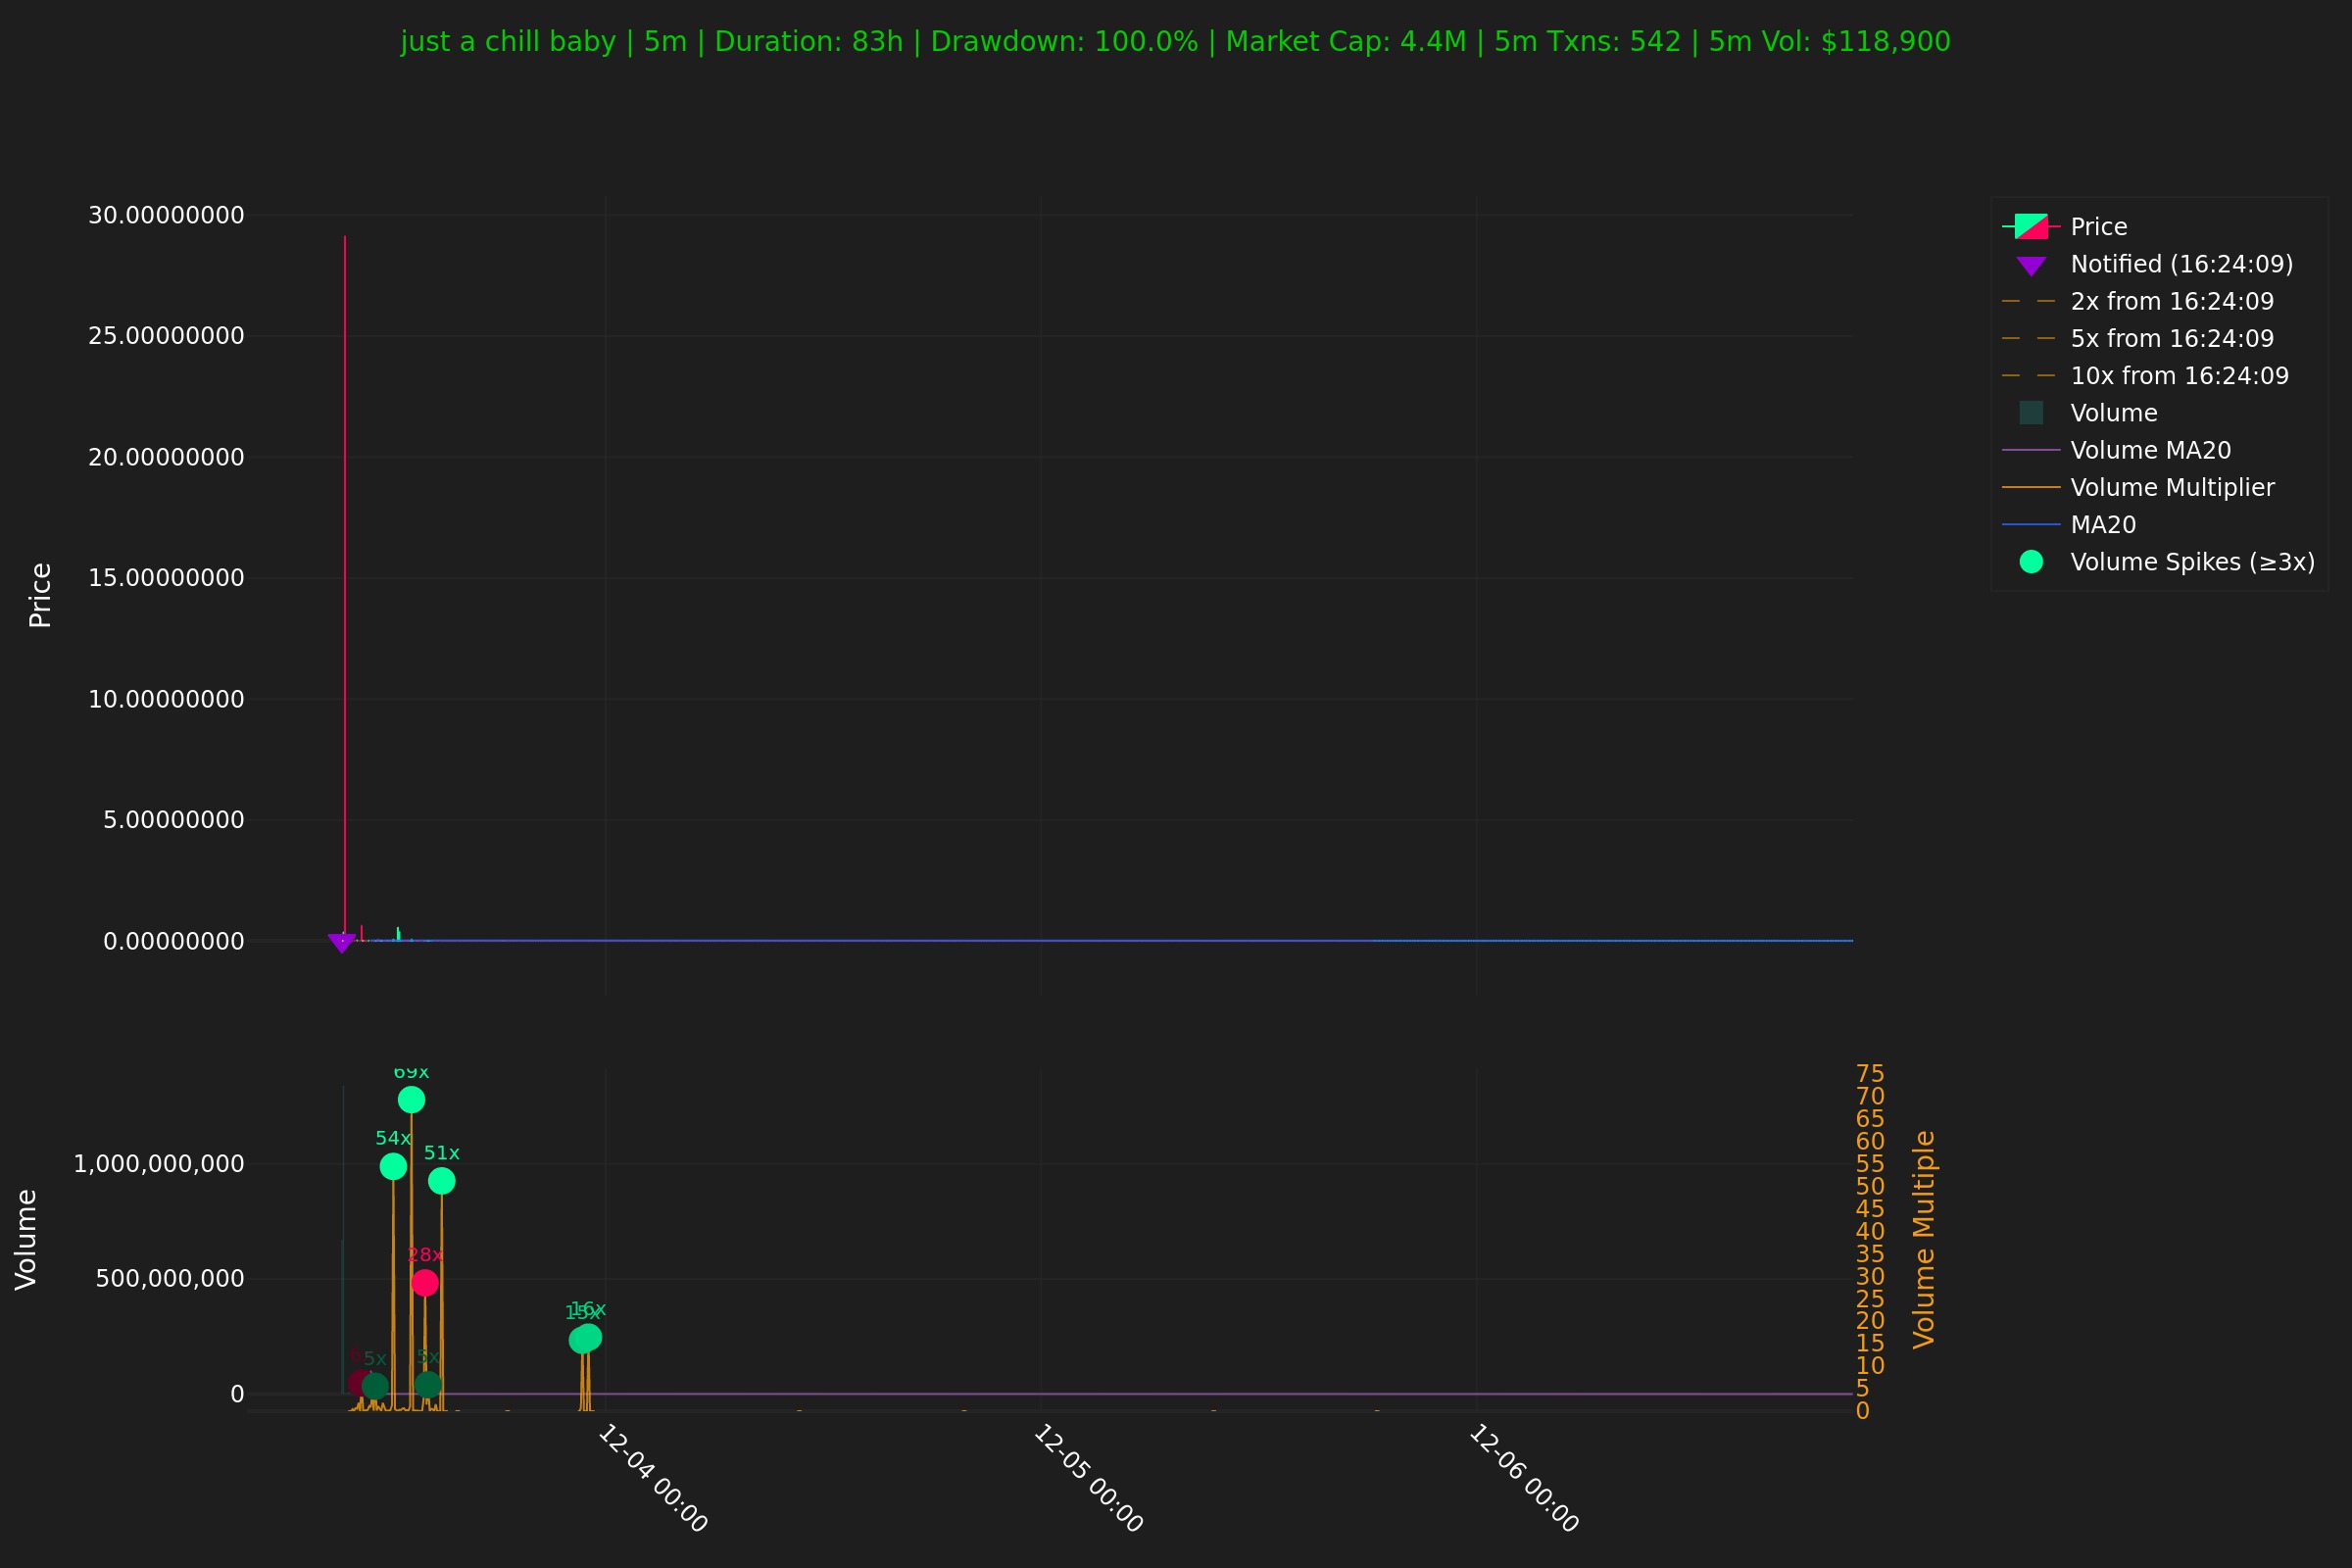 just a chill baby | 5m | Duration: 83h | Drawdown: 100.0% | Market Cap: 4.4M | 5m Txns: 542 | 5m Vol: $118,900
30.00000000
25.00000000
20.00000000
15.00000000
10.00000000
5.00000000
0.00000000
Price
Price
Notified (16:24:09)
2x from 16:24:09
5x from 16:24:09
10x from 16:24:09
Volume
Volume MA20
Volume Multiplier
MA20
Volume Spikes (≥3x)
1,000,000,000
500,000,000
0
Volume
69x
54x
51x
28x
15x
16x
5x
5x
75
70
65
60
55
50
45
40
35
30
25
20
15
10
5
0
Volume Multiple
12-04 00:00
12-05 00:00
12-06 00:00